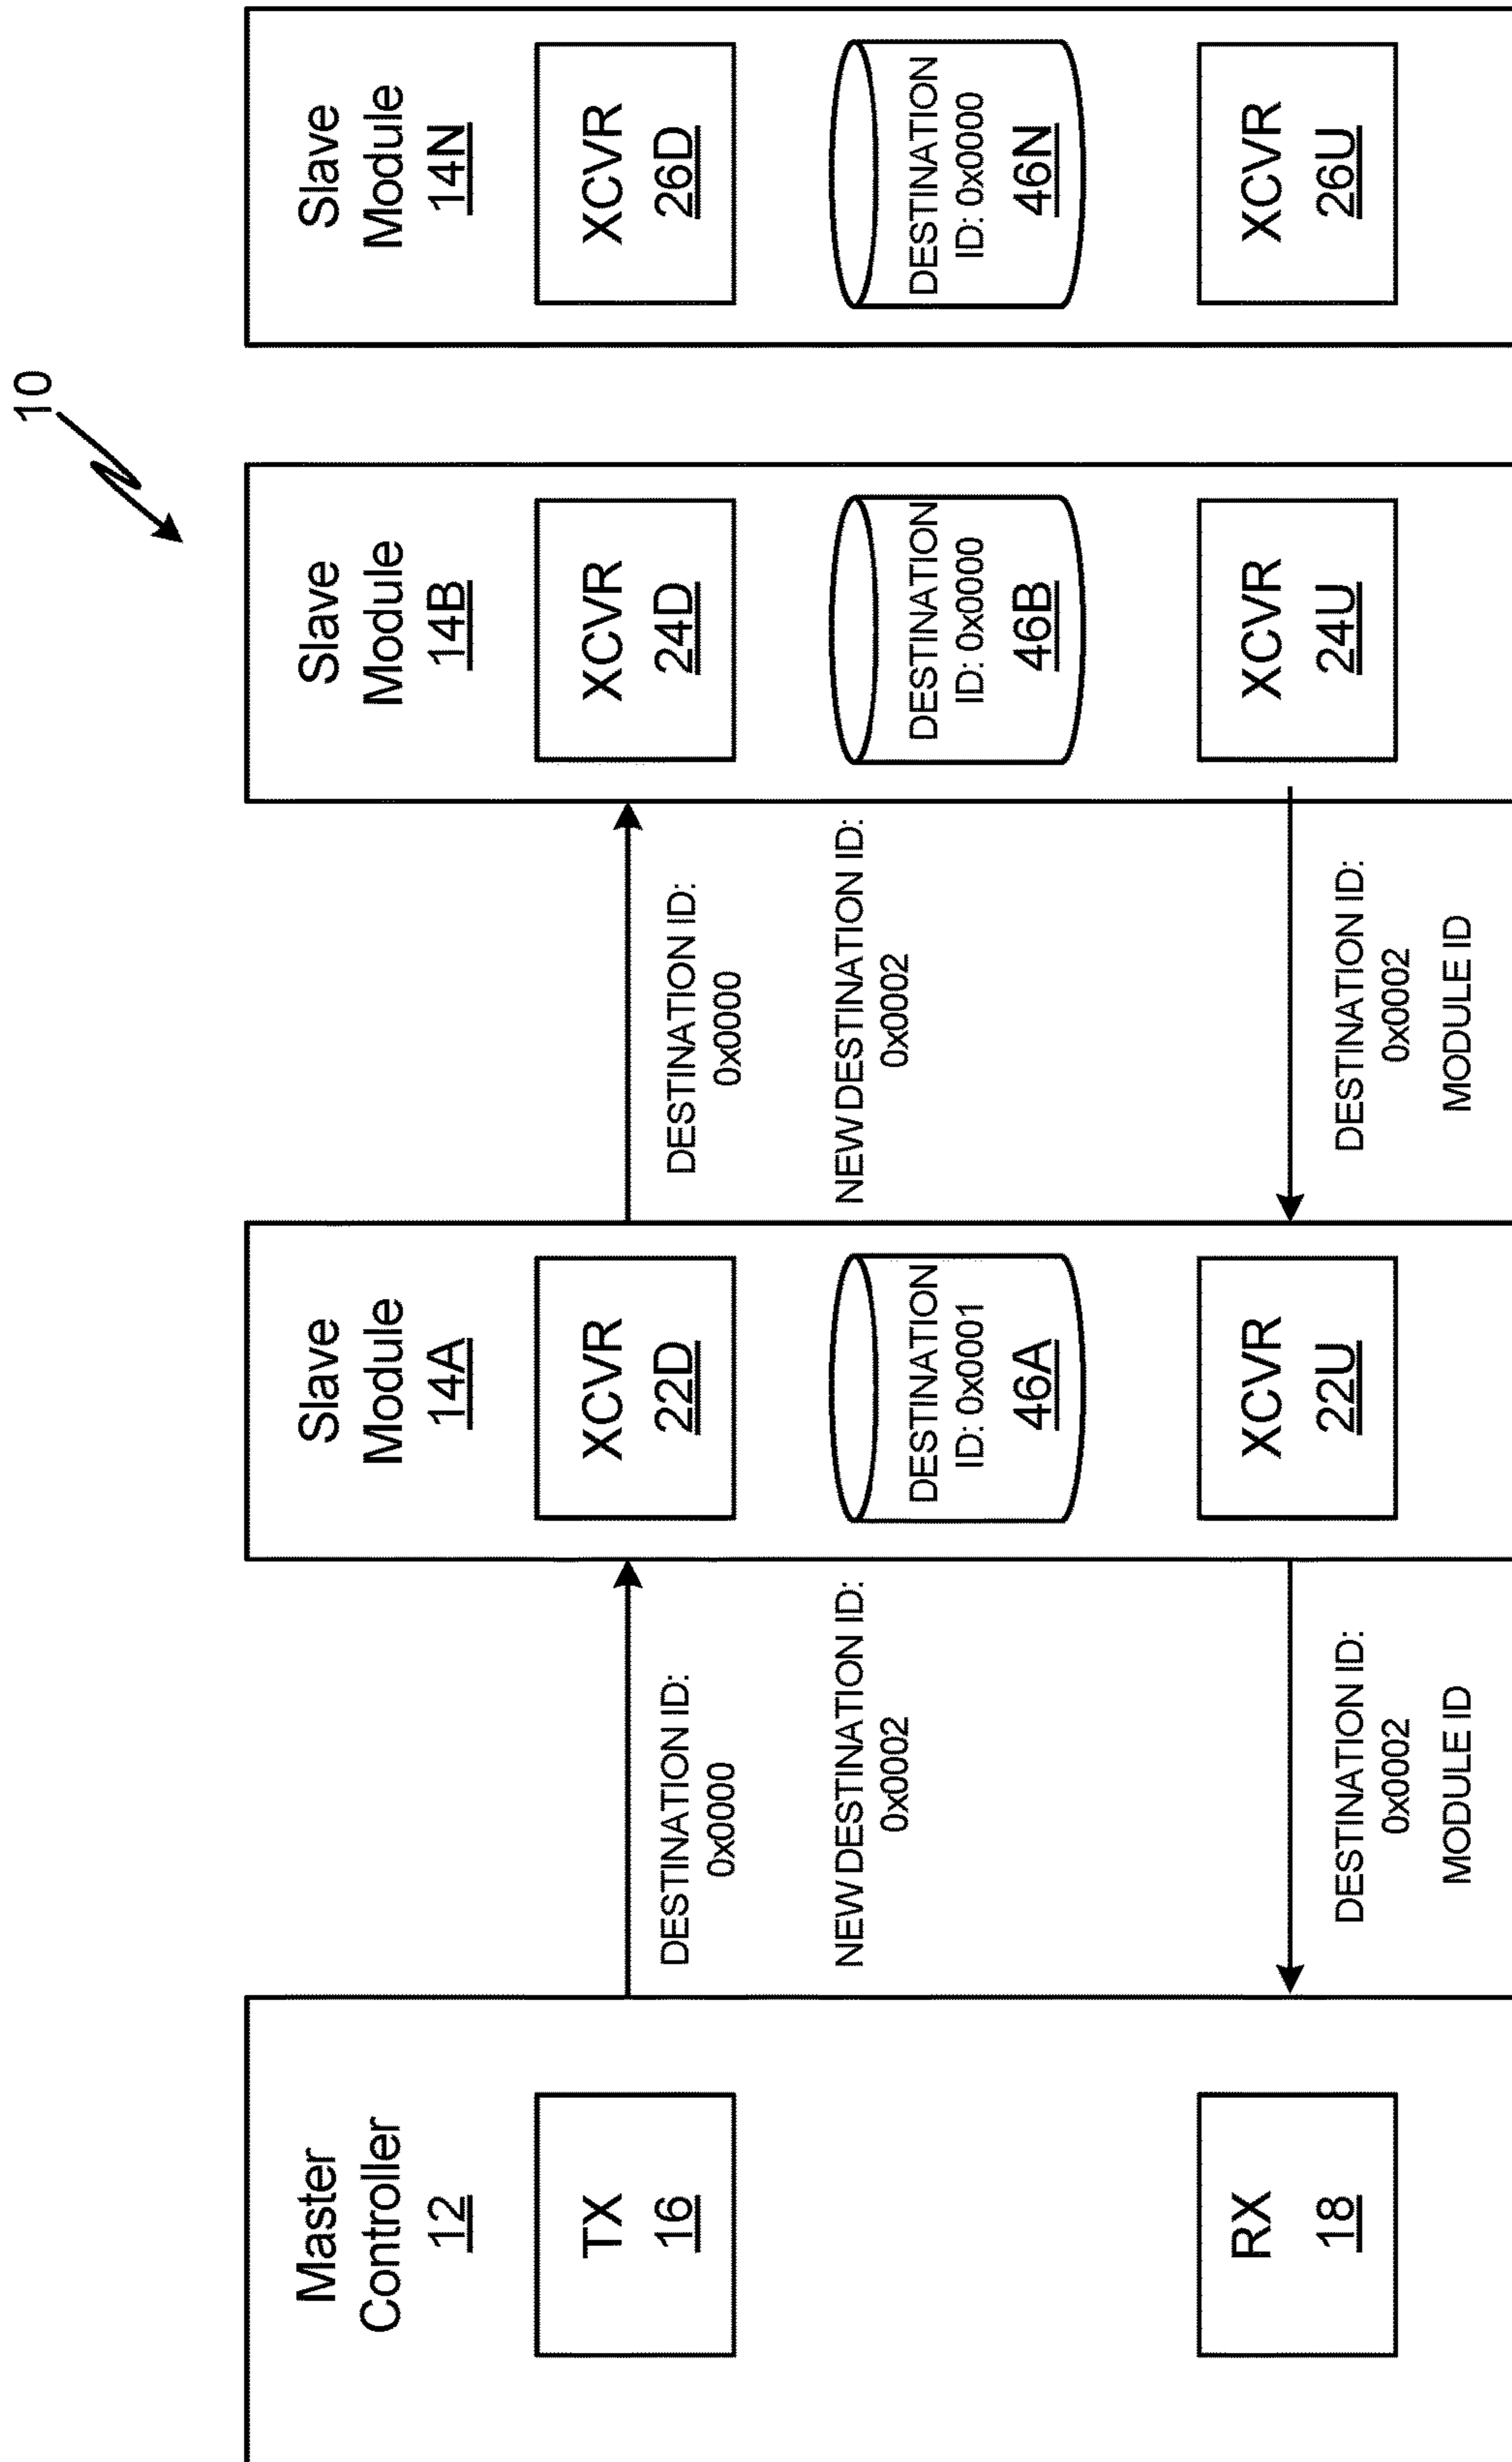 10
Master
Controller
12
TX
16
RX
18
DESTINATION ID:
0x0000
NEW DESTINATION ID:
0x0002
DESTINATION ID:
0x0002
MODULE ID
Slave
Module
14A
XCVR
22D
DESTINATION
ID: 0x0001
46A
XCVR
22U
DESTINATION ID:
0x0000
NEW DESTINATION ID:
0x0002
DESTINATION ID:
0x0002
MODULE ID
Slave
Module
14B
XCVR
24D
DESTINATION
ID: 0x0000
46B
XCVR
24U
Slave
Module
14N
XCVR
26D
DESTINATION
ID: 0x0000
46N
XCVR
26U